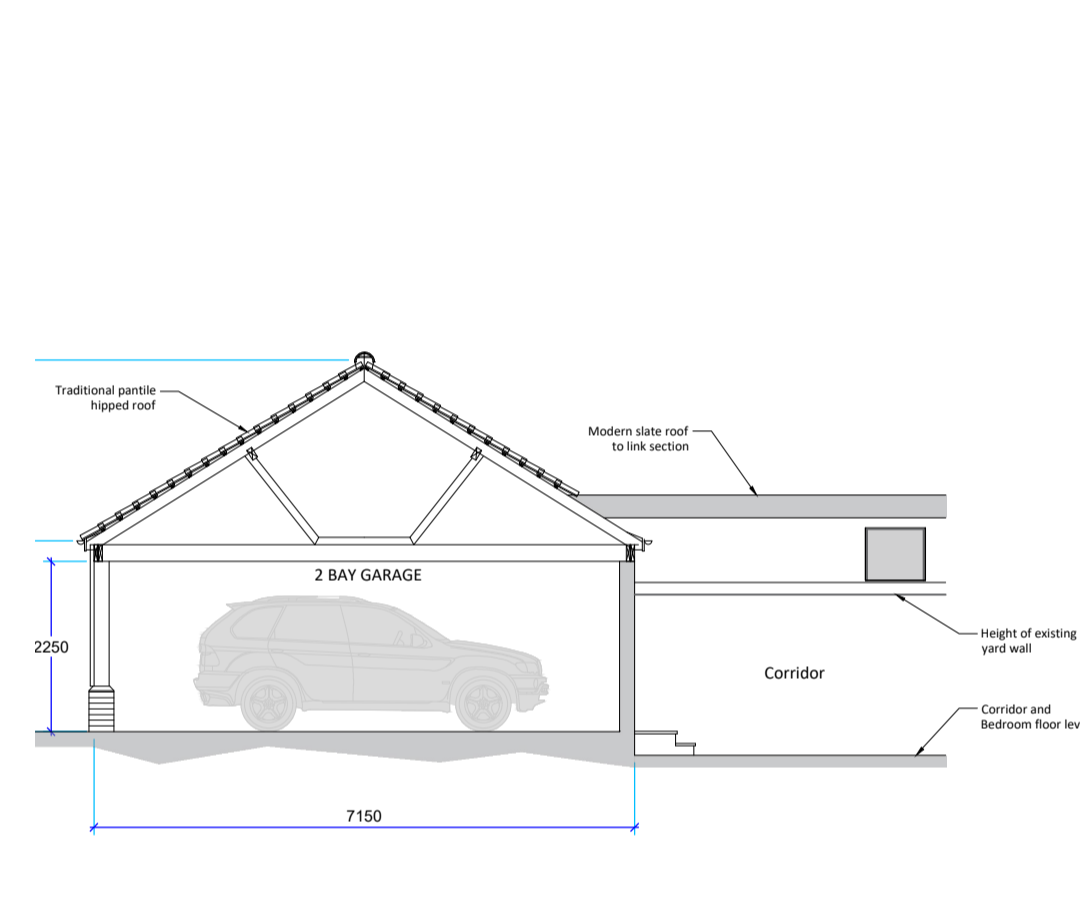 Traditional pantile
hipped roof
Modern slate roof
to link section
2 BAY GARAGE
2250
Height of existing
yard wall
Corridor
Corridor and
Bedroom floor lev
7150